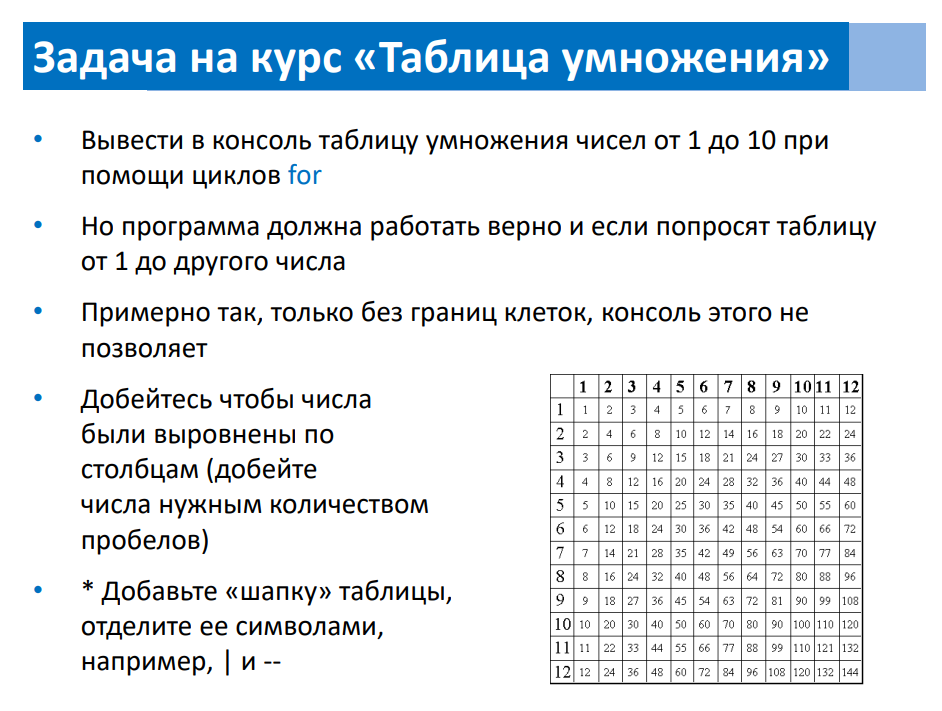 Задача на курс «Таблица умножения»
• Вывести в консоль таблицу умножения чисел от 1 до 10 при
помощи циклов for
• Но программа должна работать верно и если попросят таблицу
от 1 до другого числа
• Примерно так, только без границ клеток, консоль этого не
позволяет
• Добейтесь чтобы числа
были выровнены по
столбцам (добейте
числа нужным количеством
пробелов)
• * Добавьте «шапку» таблицы,
отделите ее символами,
например, | и --
1 2 3 4 5 6 7 8 9 10 11 12
1 1 2 3 4 5 6 7 8 9 10 11 12
2 2 4 6 8 10 12 14 16 18 20 22 24
3 3 6 9 12 15 18 21 24 27 30 33 36
4 4 8 12 16 20 24 28 32 36 40 44 48
5 5 10 15 20 25 30 35 40 45 50 55 60
6 6 12 18 24 30 36 42 48 54 60 66 72
7 7 14 21 28 35 42 49 56 63 70 77 84
8 8 16 24 32 40 48 56 64 72 80 88 96
9 9 18 27 36 45 54 63 72 81 90 99 108
10 10 20 30 40 50 60 70 80 90 100 110 120
11 11 22 33 44 55 66 77 88 99 110 121 132
12 12 24 36 48 60 72 84 96 108 120 132 144